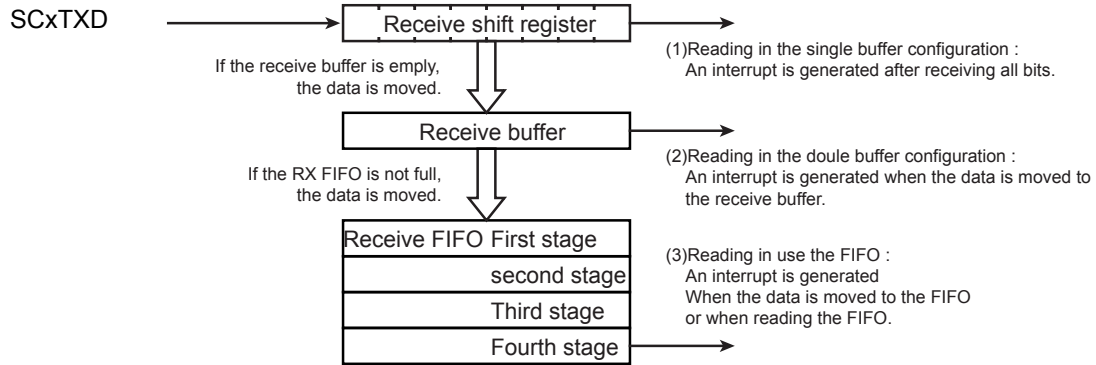 SCxTXD
Receive shift register
(1)Reading in the single buffer configuration :
An interrupt is generated after receiving all bits.
If the receive buffer is emply,
the data is moved.
Receive buffer
(2)Reading in the doule buffer configuration :
An interrupt is generated when the data is moved to
the receive buffer.
If the RX FIFO is not full,
the data is moved.
Receive FIFO First stage
second stage
Third stage
Fourth stage
(3)Reading in use the FIFO :
An interrupt is generated
When the data is moved to the FIFO
or when reading the FIFO.